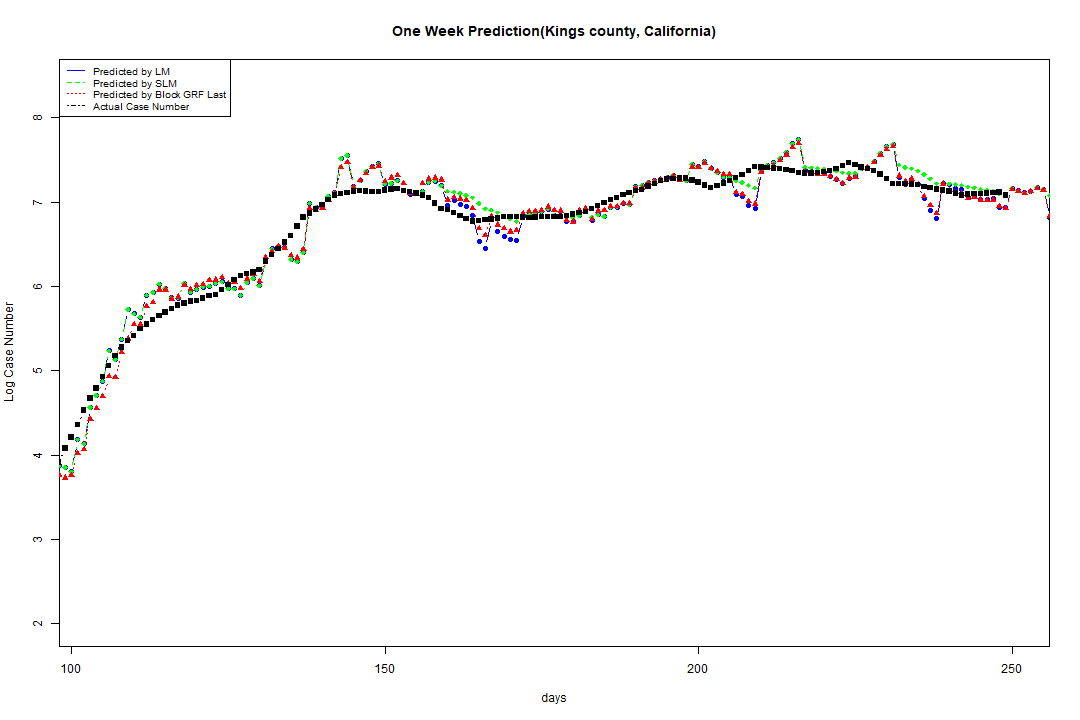 One Week Prediction(Kings county, California)
Predicted by LM
Predicted by SLM
Predicted by Block GRF Last
Actual Case Number
8
7
6
5
4
3
2
Log Case Number
100 150 200 250
days